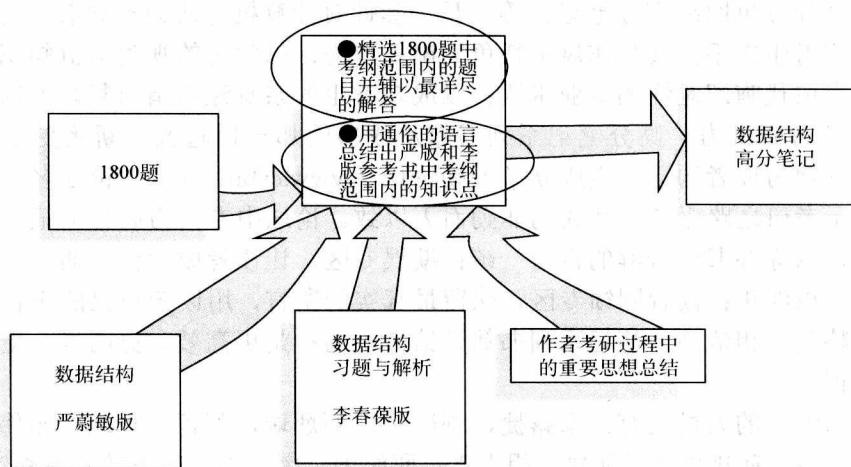 ●精选1800题中
考纲范围内的题
目并辅以最详尽
的解答
●用通俗的语言
总结出严版和李
版参考书中考纲
范围内的知识点
1800题
数据结构
高分笔记
数据结构
严蔚敏版
数据结构
习题与解析
李春葆版
作者考研过程中
的重要思想总结